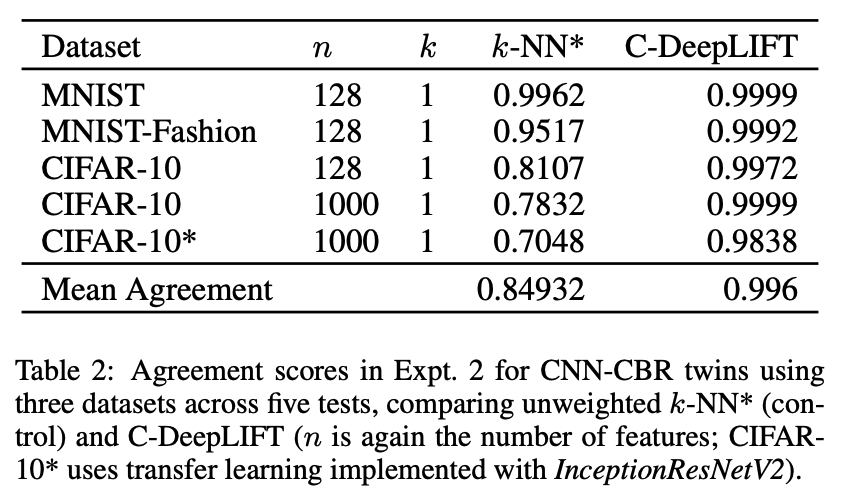 Dataset n k k-NN* C-DeepLIFT
MNIST 128 1 0.9962 0.9999
MNIST-Fashion 128 1 0.9517 0.9992
CIFAR-10 128 1 0.8107 0.9972
CIFAR-10 1000 1 0.7832 0.9999
CIFAR-10* 1000 1 0.7048 0.9838
Mean Agreement 0.84932 0.996
Table 2: Agreement scores in Expt. 2 for CNN-CBR twins using
three datasets across five tests, comparing unweighted k-NN* (con-
trol) and C-DeepLIFT (n is again the number of features; CIFAR-
10* uses transfer learning implemented with InceptionResNetV2).